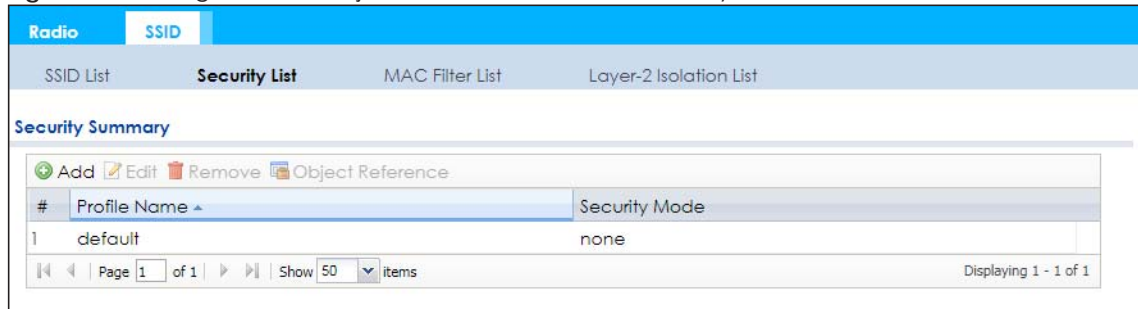 Radio SSID
SSID List Security List MAC Filter List Layer-2 Isolation List
Security Summary
Add Edit Remove Object Reference
# Profile Name Security Mode
1 default none
Page 1 of 1 Show 50 items Displaying 1 - 1 of 1